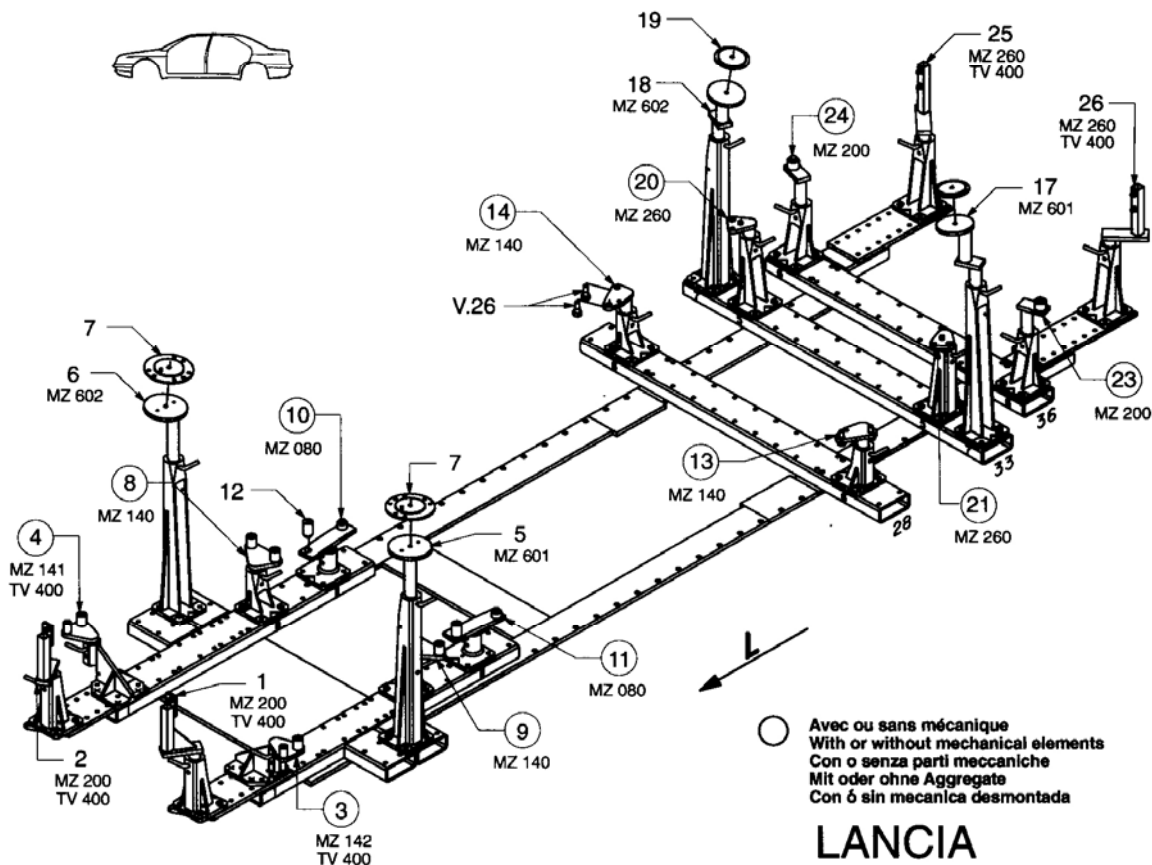 19
25
MZ 260
TV 400
18
MZ 602
24
MZ 200
26
MZ 260
TV 400
20
MZ 260
17
MZ 601
14
MZ 140
V.26
7
6
MZ 602
10
MZ 080
23
MZ 200
36
33
13
MZ 140
7
12
8
MZ 140
21
MZ 260
28
5
MZ 601
4
MZ 141
TV 400
11
MZ 080
L
1
MZ 200
TV 400
9
MZ 140
2
MZ 200
TV 400
3
MZ 142
TV 400
Avec ou sans mécanique
With or without mechanical elements
Con o senza parti meccaniche
Mit oder ohne Aggregate
Con ó sin mecanica desmontada
LANCIA